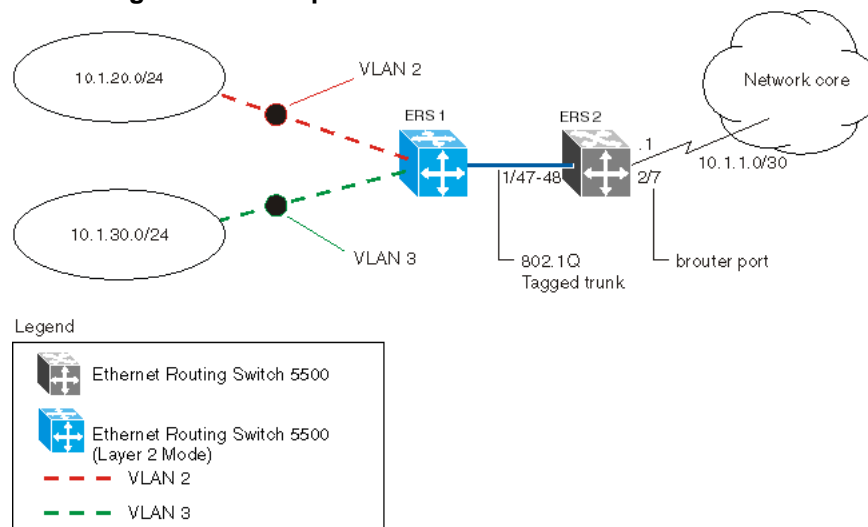 10.1.20.0/24
VLAN 2
ERS 1
ERS 2
Network core
.1
10.1.1.0/30
1/47-48
2/7
10.1.30.0/24
VLAN 3
802.1Q
Tagged trunk
brouter port
Legend
Ethernet Routing Switch 5500
Ethernet Routing Switch 5500
(Layer 2 Mode)
VLAN 2
VLAN 3